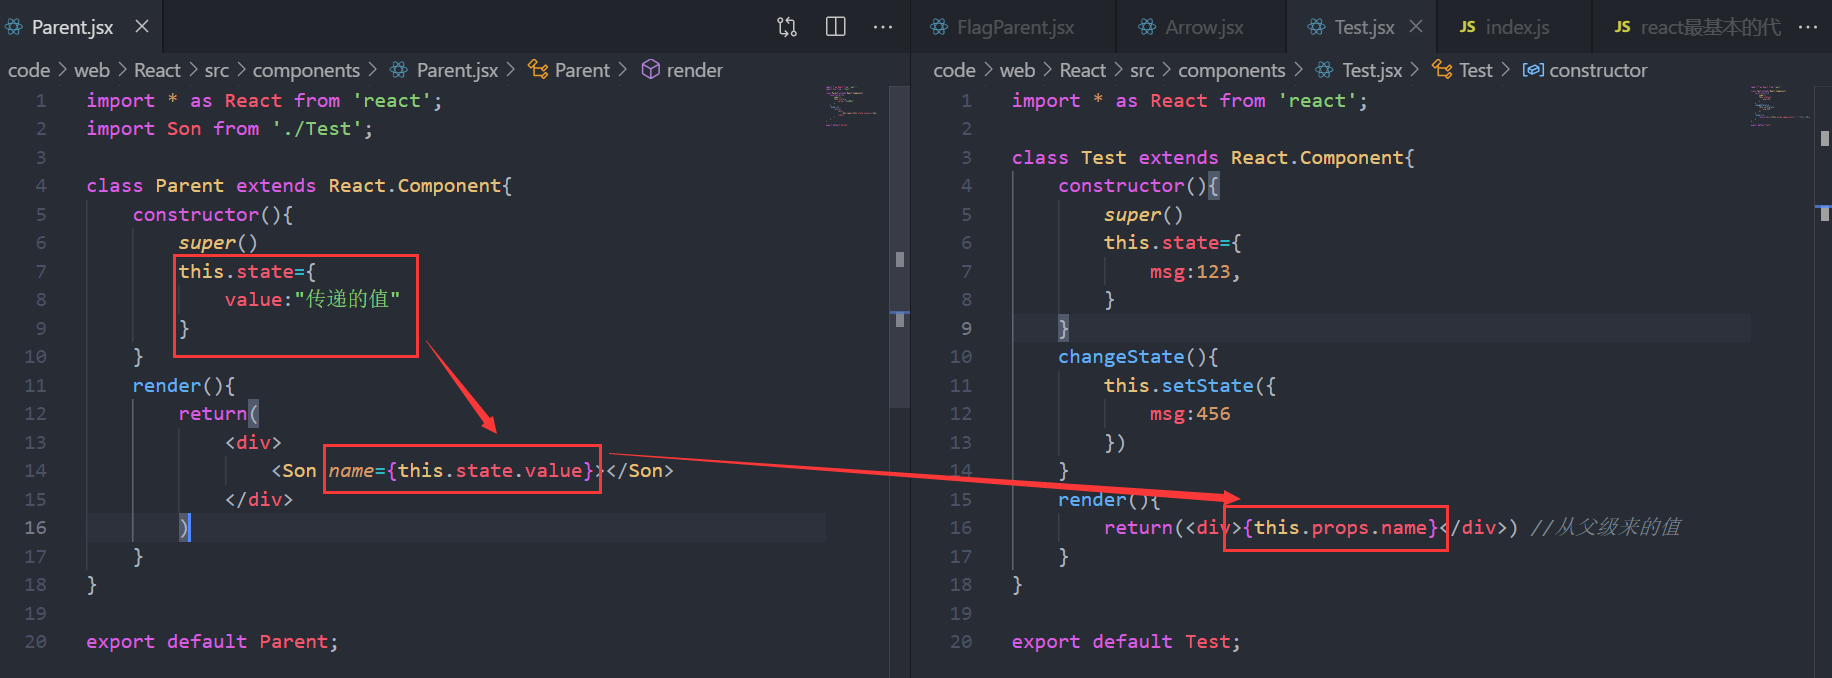 Parent.jsx
code > web > React > src > components > Parent.jsx > Parent > render
1 import * as React from 'react';
2 import Son from './Test';
3
4 class Parent extends React.Component{
5 constructor(){
6 super()
7 this.state={
8 value:"传递的值"
9 }
10 }
11 render(){
12 return(
13 <div>
14 <Son name={this.state.value}></Son>
15 </div>
16 )
17 }
18 }
19
20 export default Parent;
FlagParent.jsx Arrow.jsx Test.jsx JS index.js JS react最基本的代
code > web > React > src > components > Test.jsx > Test > constructor
1 import * as React from 'react';
2
3 class Test extends React.Component{
4 constructor(){
5 super()
6 this.state={
7 msg:123,
8 }
9 }
10 changeState(){
11 this.setState({
12 msg:456
13 })
14 }
15 render(){
16 return(<div>{this.props.name}</div>) //从父级来的值
17 }
18 }
19
20 export default Test;